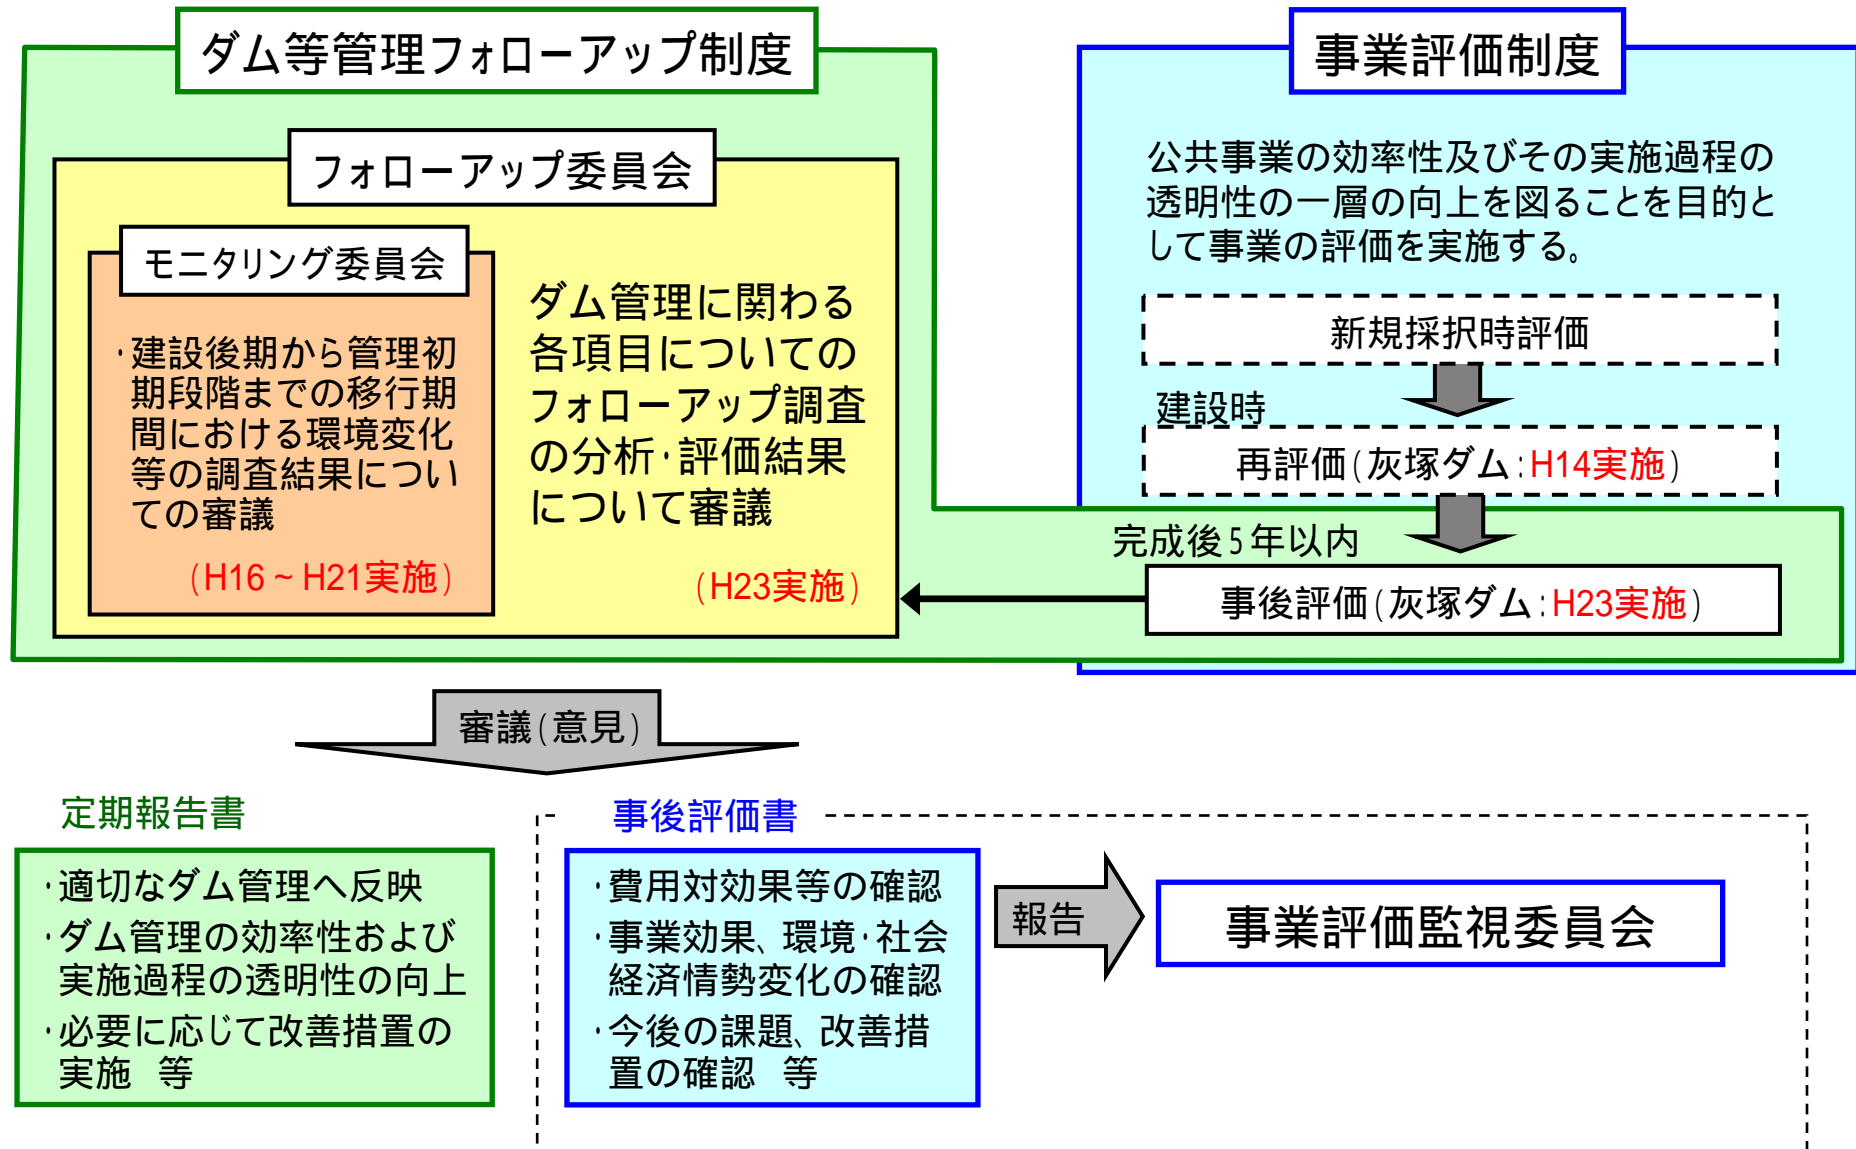 ダム等管理フォローアップ制度
フォローアップ委員会
モニタリング委員会
・建設後期から管理初
期段階までの移行期
間における環境変化
等の調査結果につい
ての審議
(H16~H21実施)
ダム管理に関わる
各項目についての
フォローアップ調査
の分析・評価結果
について審議
(H23実施)
事業評価制度
公共事業の効率性及びその実施過程の
透明性の一層の向上を図ることを目的と
して事業の評価を実施する。
新規採択時評価
建設時
再評価(灰塚ダム:H14実施)
完成後5年以内
事後評価(灰塚ダム:H23実施)
審議(意見)
定期報告書
・適切なダム管理へ反映
・ダム管理の効率性および
実施過程の透明性の向上
・必要に応じて改善措置の
実施 等
事後評価書
・費用対効果等の確認
・事業効果、環境・社会
経済情勢変化の確認
・今後の課題、改善措
置の確認 等
報告
事業評価監視委員会